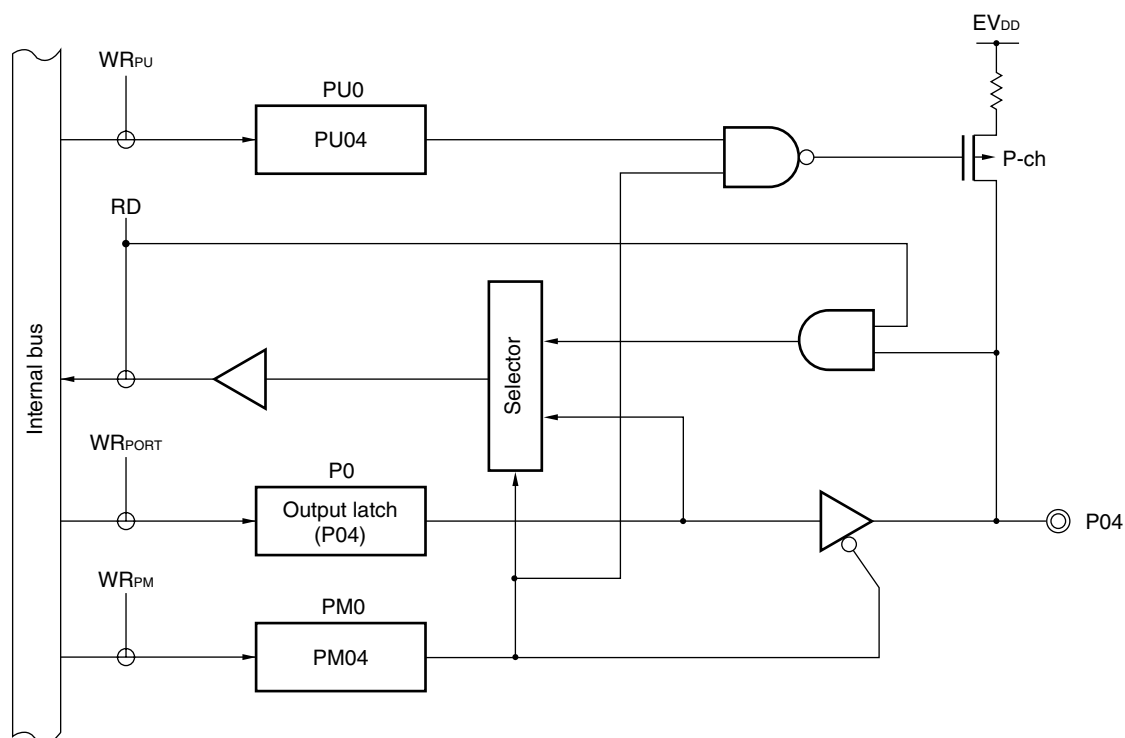 EVDD
WRPU
PU0
PU04
P-ch
RD
Internal bus
Selector
WRPORT
P0
Output latch
(P04)
P04
WRPM
PM0
PM04